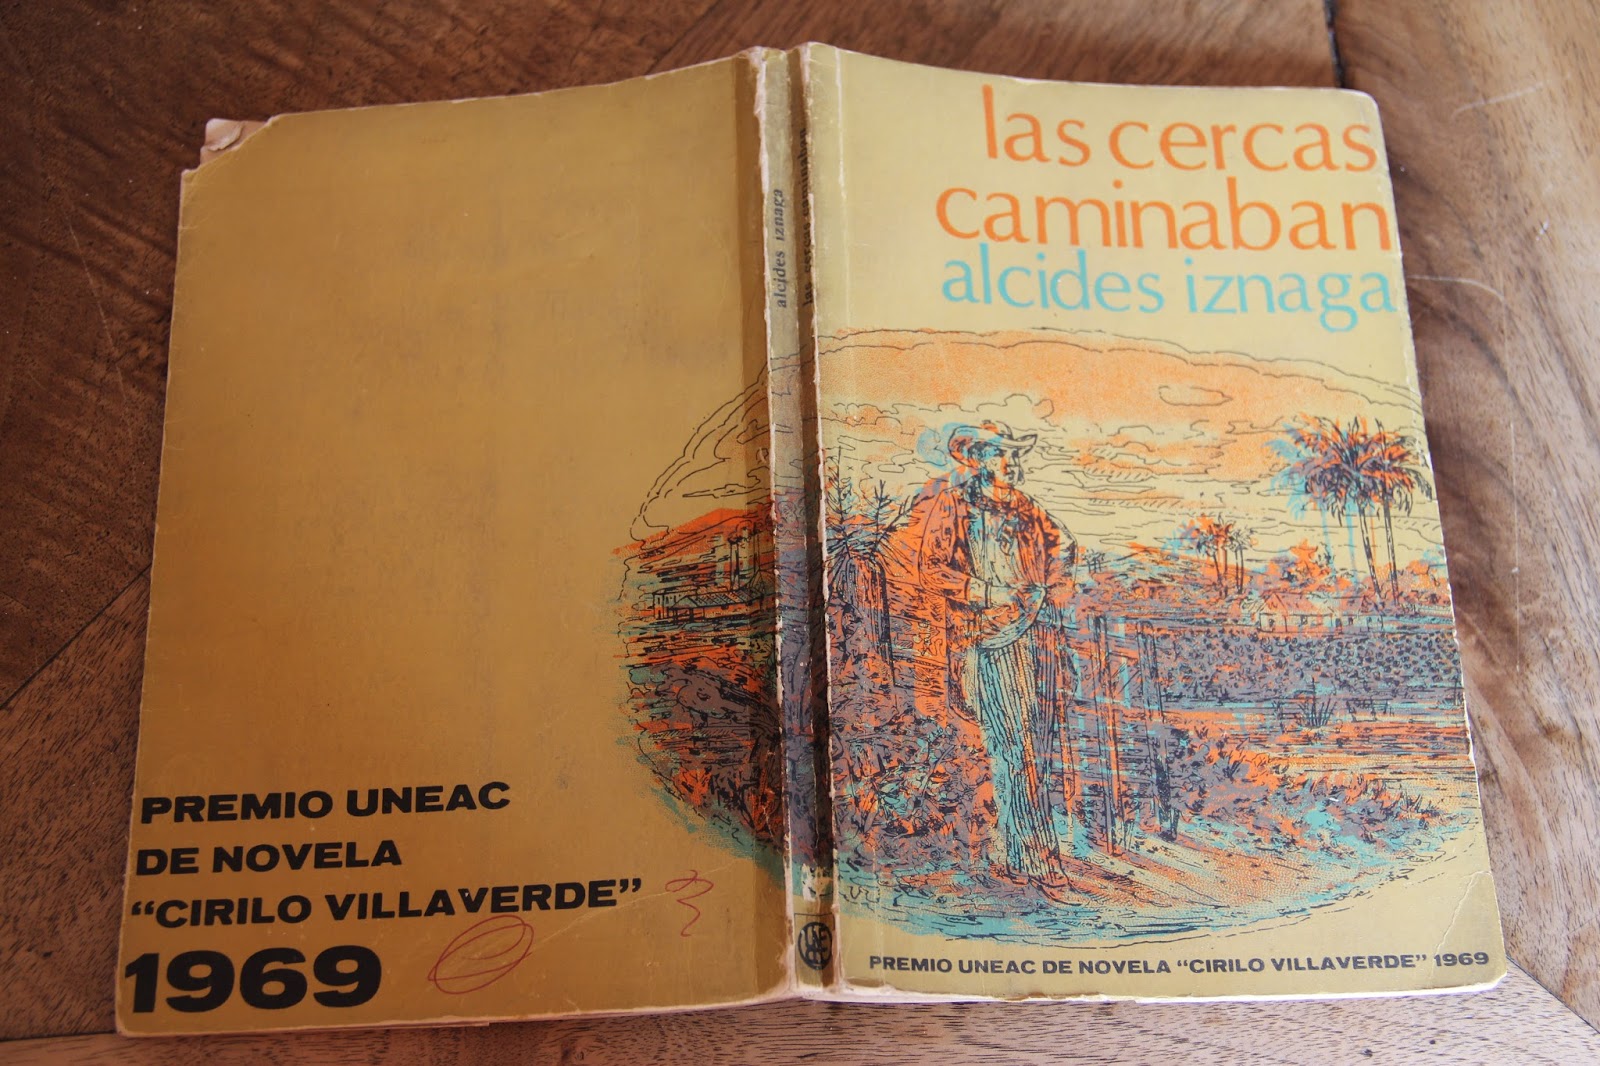 las cercas
caminaban
alcides iznaga
PREMIO UNEAC DE NOVELA “CIRILO VILLAVERDE” 1969
alcides iznaga
las cercas caminaban
PREMIO UNEAC
DE NOVELA
“CIRILO VILLAVERDE”
1969